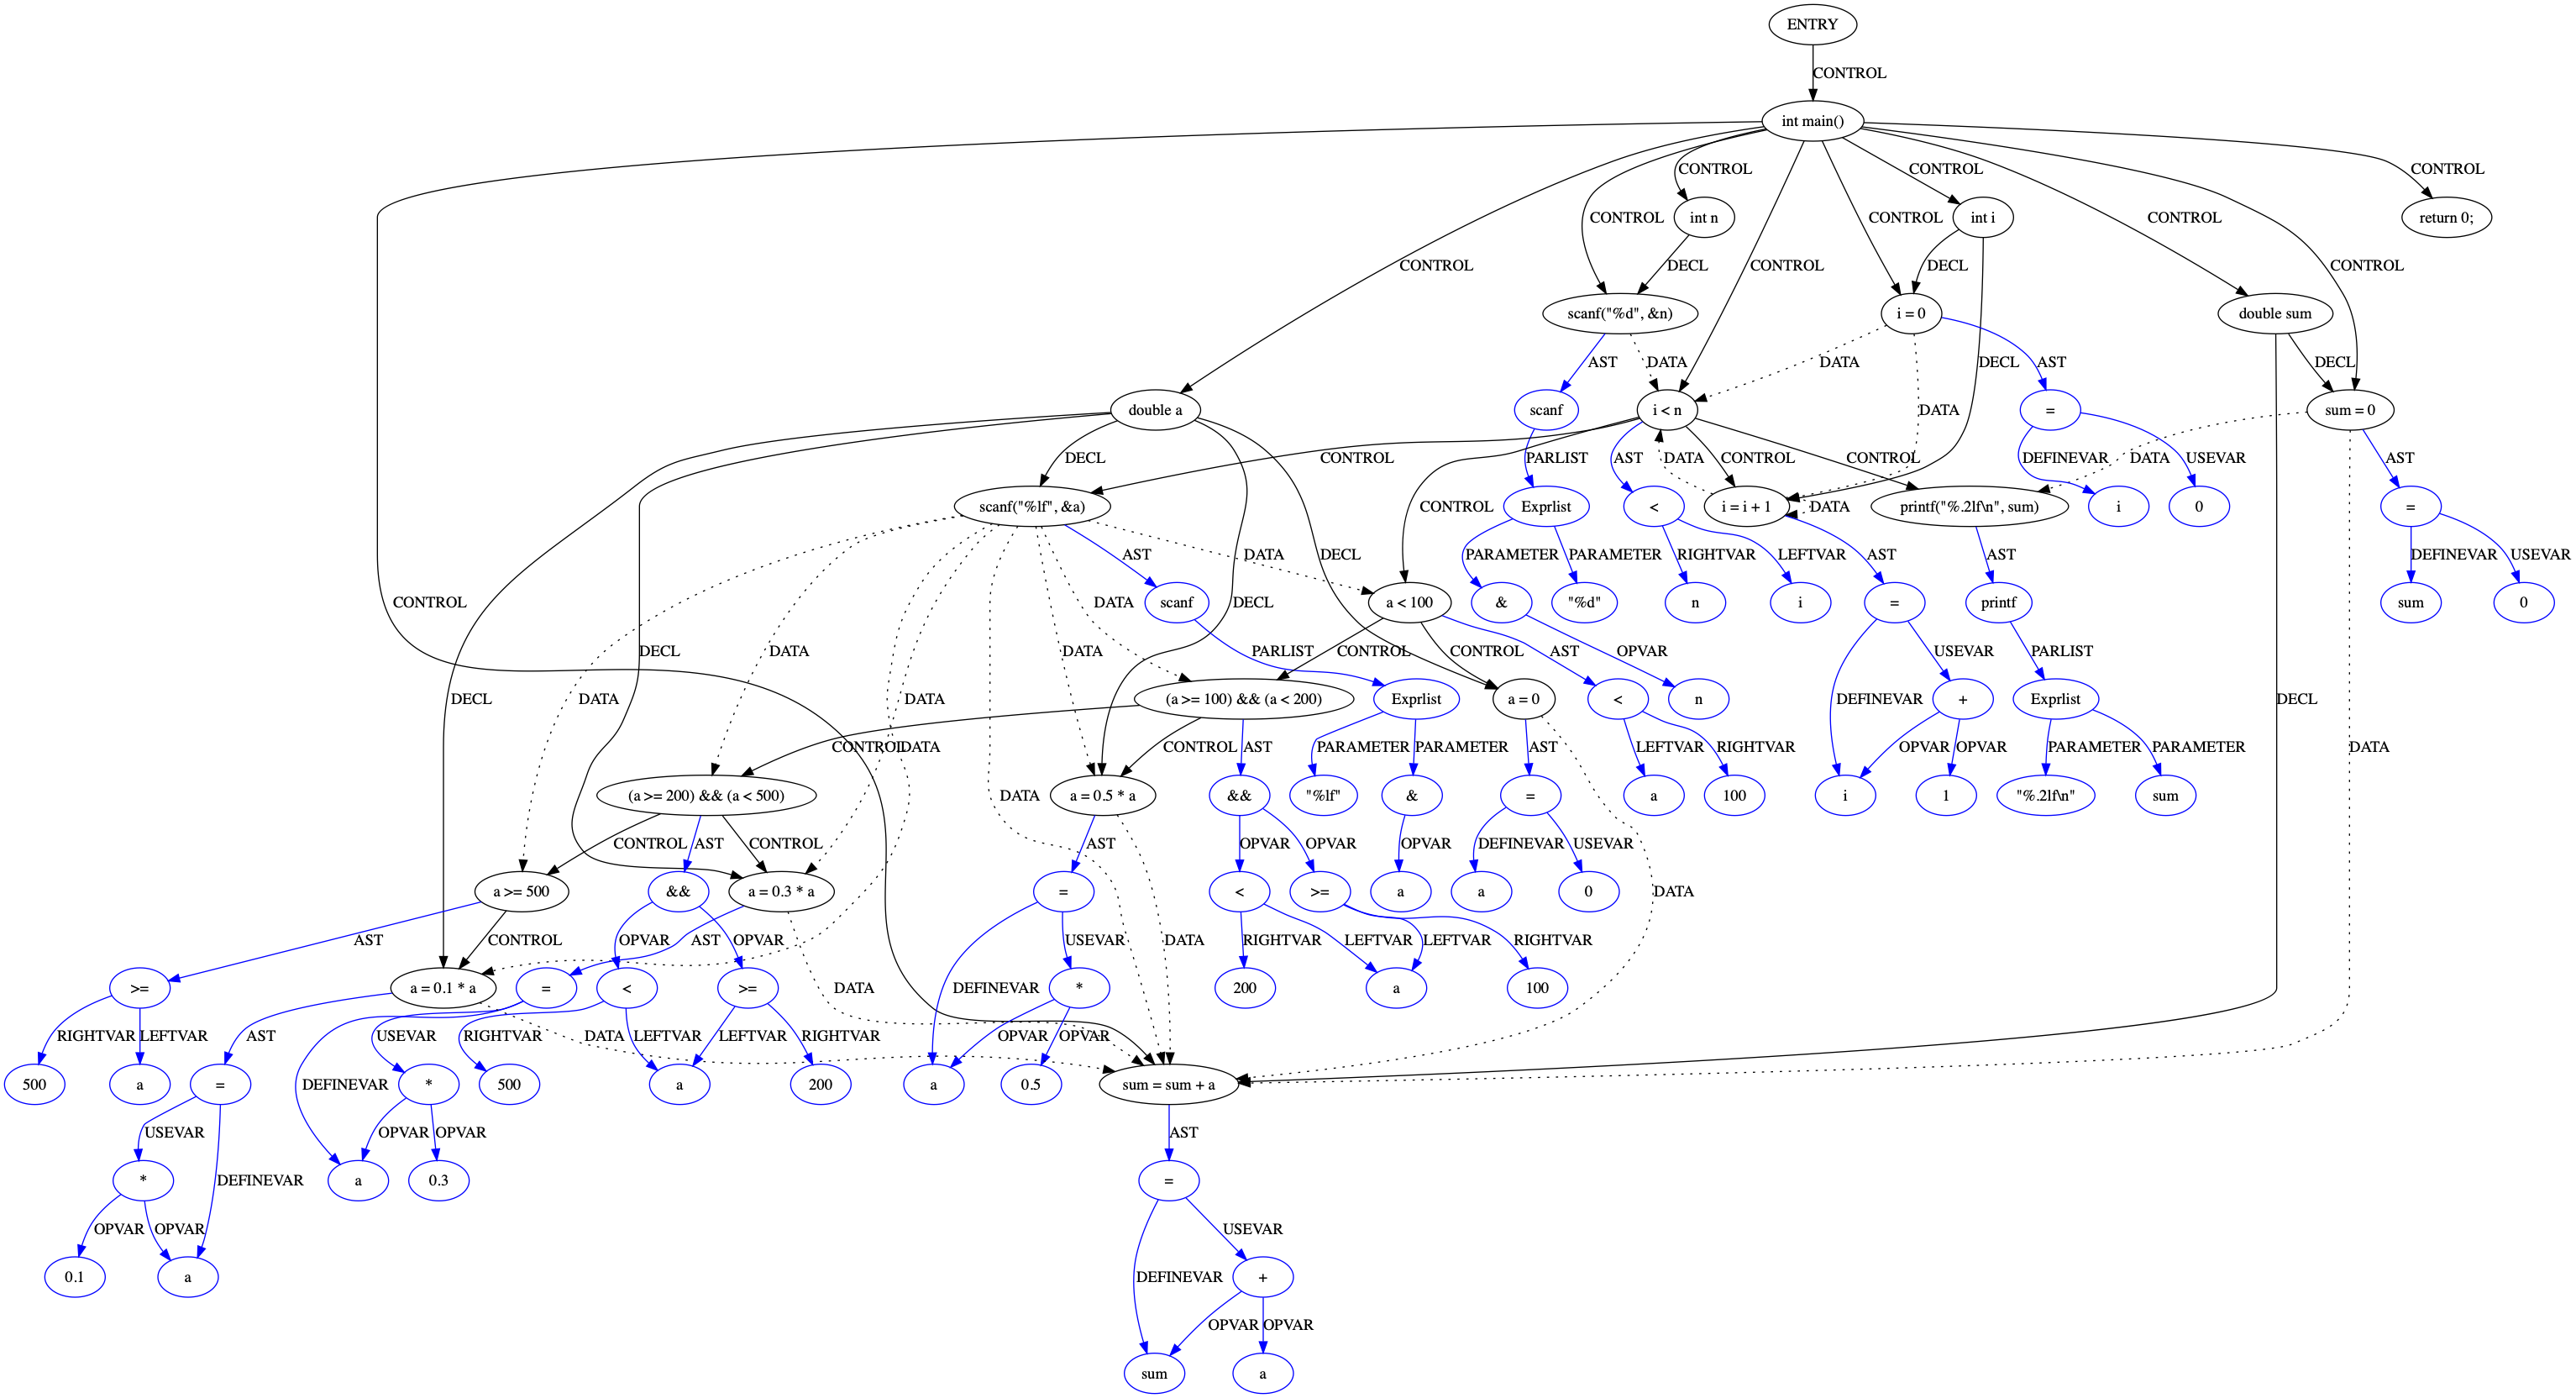 ENTRY
CONTROL
int main()
CONTROL
CONTROL
CONTROL
int n
int i
return 0;
CONTROL
CONTROL
CONTROL
CONTROL
CONTROL
DECL
CONTROL
DECL
CONTROL
scanf("%d", &n)
i = 0
double sum
AST
DATA
DATA
DECL
AST
DECL
double a
scanf
i < n
=
sum = 0
DECL
CONTROL
PARLIST
AST
DATA
CONTROL
CONTROL
DATA
DEFINEVAR
USEVAR
DATA
AST
scanf("%lf", &a)
CONTROL
Exprlist
<
i = i + 1
DATA
printf("%.2lf\n", sum)
i
0
=
AST
DATA
DECL
PARAMETER
PARAMETER
RIGHTVAR
LEFTVAR
AST
AST
DEFINEVAR
USEVAR
CONTROL
DATA
DECL
scanf
a < 100
&
"%d"
n
i
=
printf
sum
0
DECL
DATA
DATA
PARLIST
CONTROL
CONTROL
AST
OPVAR
USEVAR
PARLIST
DECL
DATA
DATA
(a >= 100) && (a < 200)
Exprlist
a = 0
<
n
DEFINEVAR
+
Exprlist
DECL
CONTROL
DATA
CONTROL
AST
PARAMETER
PARAMETER
AST
LEFTVAR
RIGHTVAR
OPVAR
OPVAR
PARAMETER
PARAMETER
DATA
(a >= 200) && (a < 500)
DATA
a = 0.5 * a
&&
"%lf"
&
=
a
100
i
1
"%.2lf\n"
sum
CONTROL
AST
CONTROL
AST
OPVAR
OPVAR
OPVAR
DEFINEVAR
USEVAR
a >= 500
&&
a = 0.3 * a
=
<
>=
a
a
0
DATA
AST
CONTROL
OPVAR
AST
OPVAR
USEVAR
DATA
RIGHTVAR
LEFTVAR
LEFTVAR
RIGHTVAR
>=
a = 0.1 * a
=
<
>=
DATA
DEFINEVAR
*
200
a
100
RIGHTVAR
LEFTVAR
AST
USEVAR
RIGHTVAR
DATA
LEFTVAR
LEFTVAR
RIGHTVAR
OPVAR
OPVAR
500
a
=
DEFINEVAR
*
500
a
200
a
0.5
sum = sum + a
USEVAR
OPVAR
OPVAR
AST
*
DEFINEVAR
a
0.3
=
OPVAR
OPVAR
USEVAR
0.1
a
DEFINEVAR
+
OPVAR
OPVAR
sum
a